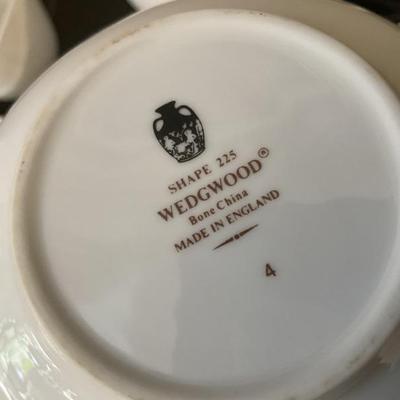 SHAPE 225
WEDGWOOD®
Bone China
MADE IN ENGLAND
4